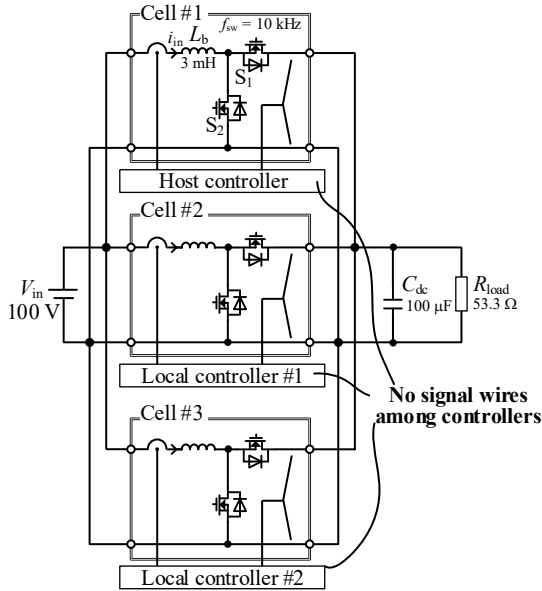 Cell #1
f_sw = 10 kHz
i_in L_b
3 mH
S_1
S_2
Host controller
Cell #2
V_in
100 V
C_dc
100 μF
R_load
53.3 Ω
Local controller #1
No signal wires
among controllers
Cell #3
Local controller #2